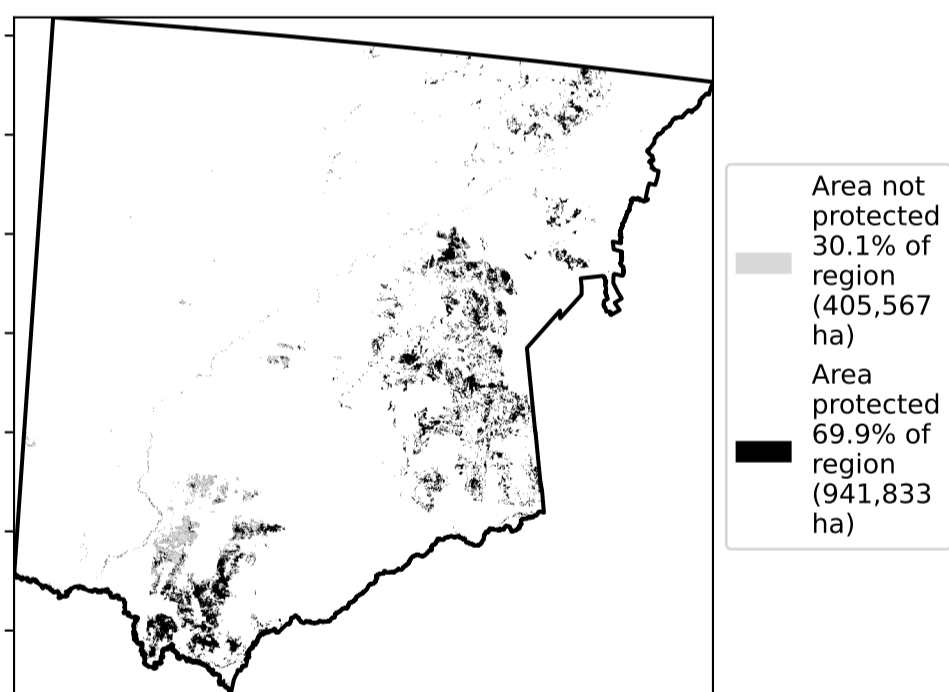 Area not
protected
30.1% of
region
(405,567
ha)
Area
protected
69.9% of
region
(941,833
ha)